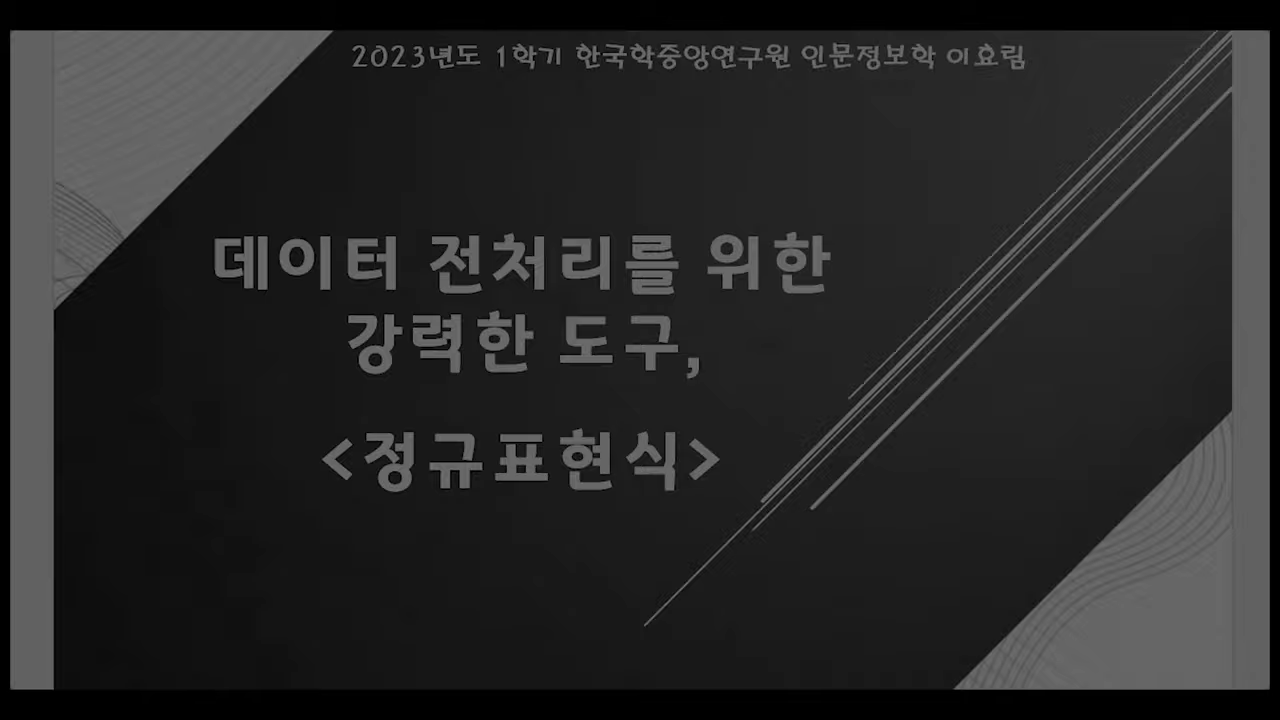 2023년도 1학기 한국학중앙연구원 인문정보학 이효림
데이터 전처리를 위한
강력한 도구,
<정규표현식>